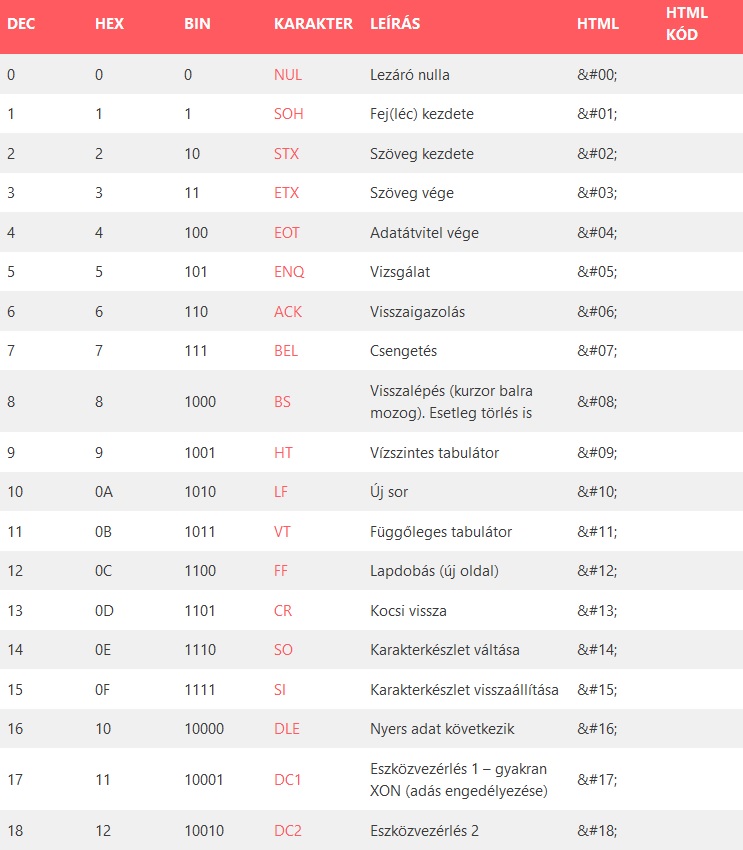 DEC HEX BIN KARAKTER LEÍRÁS HTML HTML KÓD
0 0 0 NUL Lezáró nulla &#00;
1 1 1 SOH Fej(léc) kezdete &#01;
2 2 10 STX Szöveg kezdete &#02;
3 3 11 ETX Szöveg vége &#03;
4 4 100 EOT Adatátvitel vége &#04;
5 5 101 ENQ Vizsgálat &#05;
6 6 110 ACK Visszaigazolás &#06;
7 7 111 BEL Csengetés &#07;
8 8 1000 BS Visszalépés (kurzor balra mozog). Esetleg törlés is &#08;
9 9 1001 HT Vízszintes tabulátor &#09;
10 0A 1010 LF Új sor &#10;
11 0B 1011 VT Függőleges tabulátor &#11;
12 0C 1100 FF Lapdobás (új oldal) &#12;
13 0D 1101 CR Kocsi vissza &#13;
14 0E 1110 SO Karakterkészlet váltása &#14;
15 0F 1111 SI Karakterkészlet visszaállítása &#15;
16 10 10000 DLE Nyers adat következik &#16;
17 11 10001 DC1 Eszközvezérlés 1 – gyakran XON (adás engedélyezése) &#17;
18 12 10010 DC2 Eszközvezérlés 2 &#18;